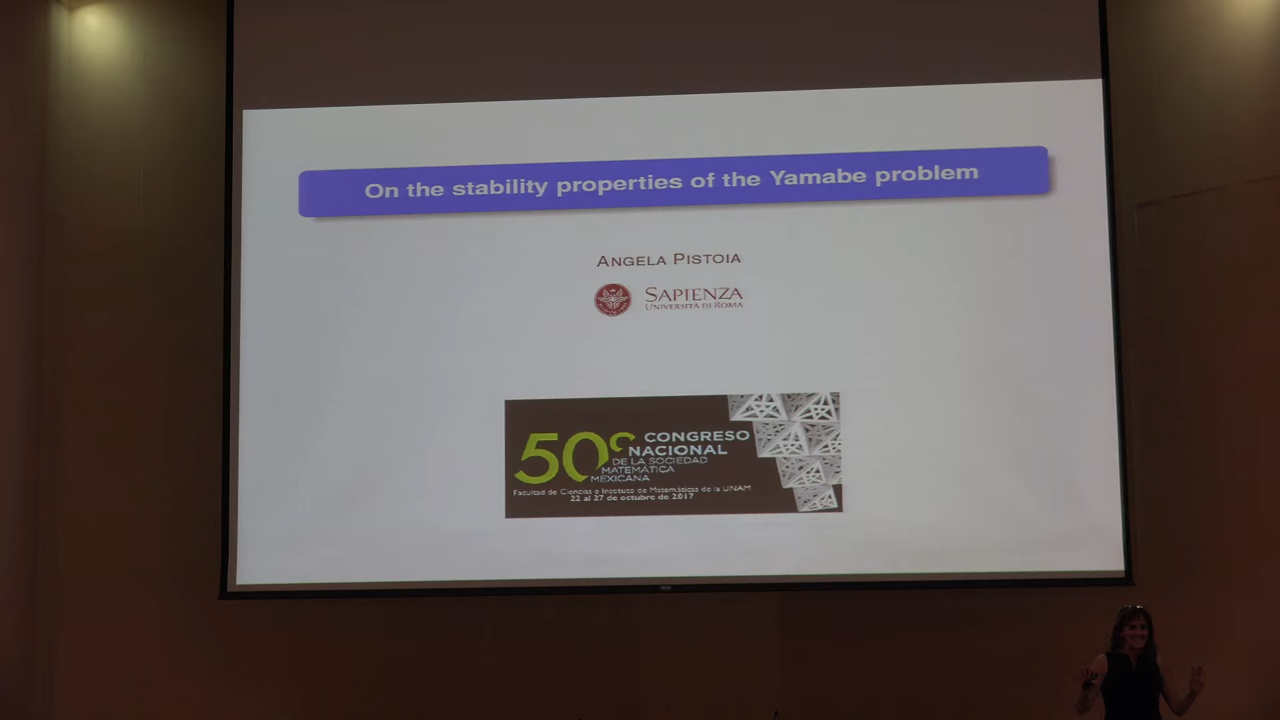 On the stability properties of the Yamabe problem
ANGELA PISTOIA
SAPIENZA
UNIVERSITÀ DI ROMA
50º CONGRESO
NACIONAL
DE LA SOCIEDAD
MATEMÁTICA
MEXICANA
Facultad de Ciencias e Instituto de Matemáticas de la UNAM
22 al 27 de octubre de 2017